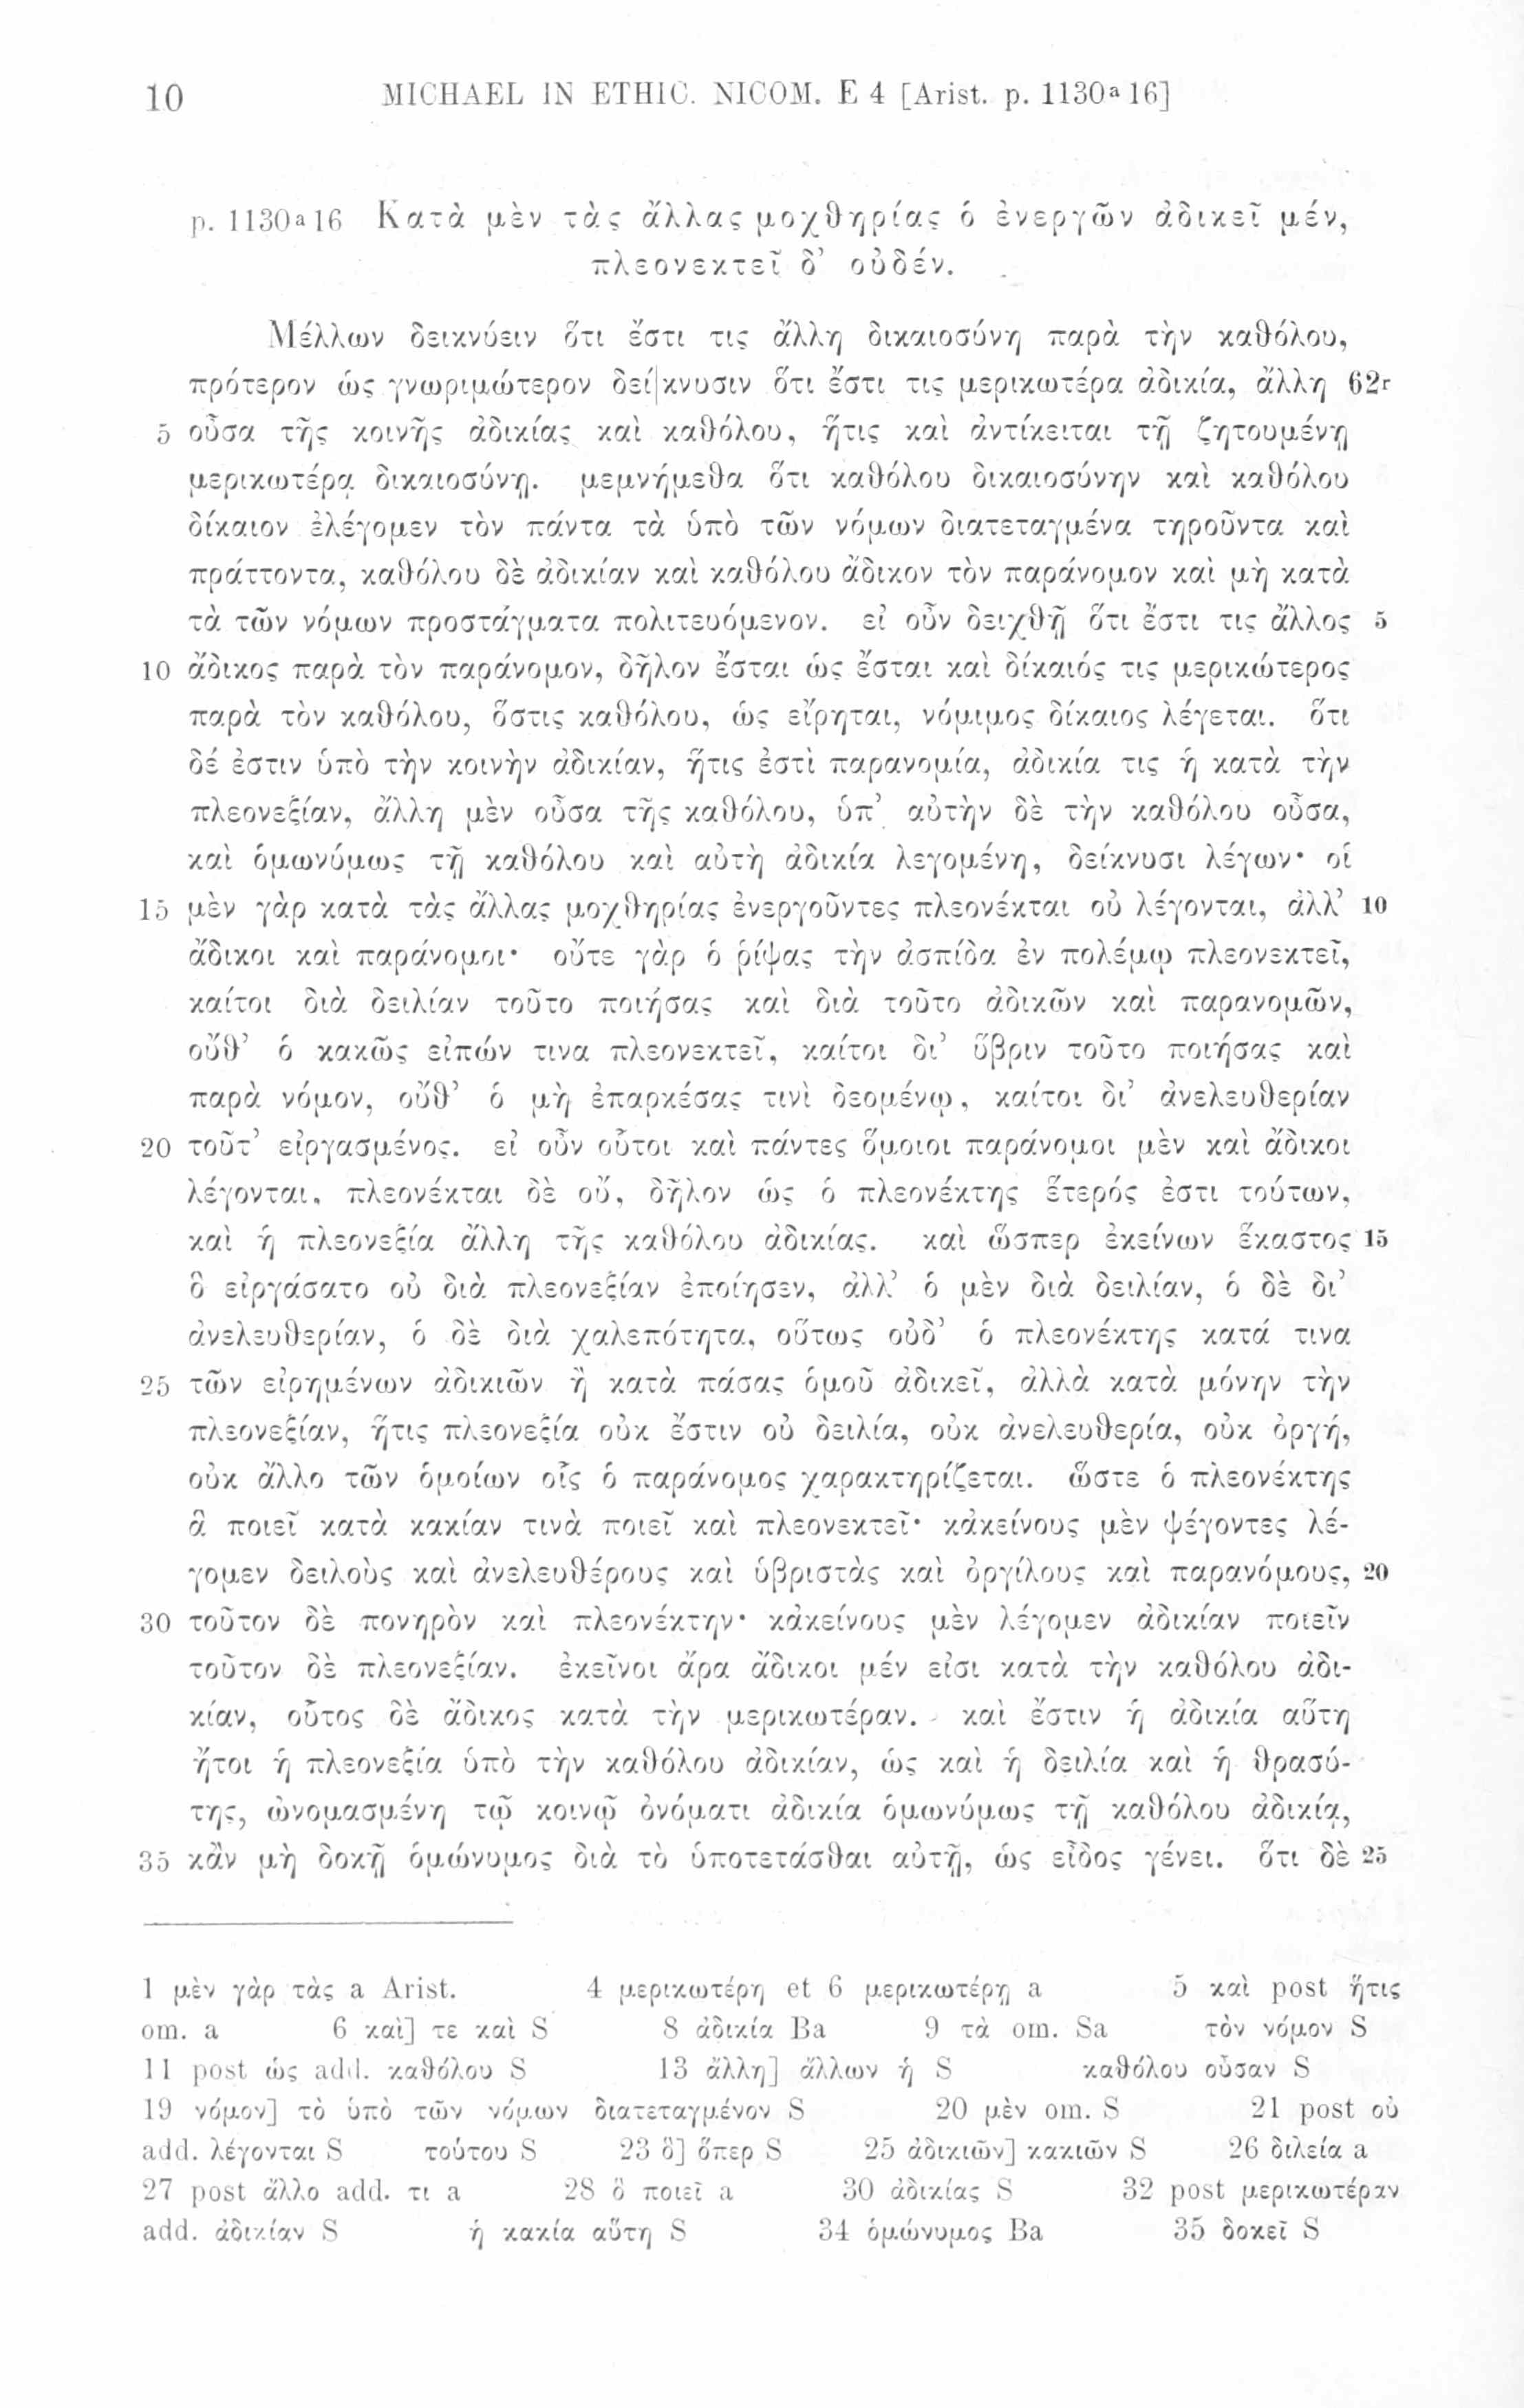 10 MICHAEL IN ETHIC. NICOM. E 4 [Arist. p. 1130ᵃ16]
p. 1130ᵃ16 Κατὰ μὲν τὰς ἄλλας μοχθηρίας ὁ ἐνεργῶν ἀδικεῖ μέν,
πλεονεκτεῖ δ’ οὐδέν.
Μέλλων δεικνύειν ὅτι ἔστι τις ἄλλη δικαιοσύνη παρὰ τὴν καθόλου,
πρότερον ὡς γνωριμώτερον δεί|κνυσιν ὅτι ἔστι τις μερικωτέρα ἀδικία, ἄλλη 62r
5 οὖσα τῆς κοινῆς ἀδικίας καὶ καθόλου, ἥτις καὶ ἀντίκειται τῇ ζητουμένῃ
μερικωτέρᾳ δικαιοσύνῃ. μεμνήμεθα ὅτι καθόλου δικαιοσύνην καὶ καθόλου
δίκαιον ἐλέγομεν τὸν πάντα τὰ ὑπὸ τῶν νόμων διατεταγμένα τηροῦντα καὶ
πράττοντα, καθόλου δὲ ἀδικίαν καὶ καθόλου ἄδικον τὸν παράνομον καὶ μὴ κατὰ
τὰ τῶν νόμων προστάγματα πολιτευόμενον. εἰ οὖν δειχθῇ ὅτι ἔστι τις ἄλλος 5
10 ἄδικος παρὰ τὸν παράνομον, δῆλον ἔσται ὡς ἔσται καὶ δίκαιός τις μερικώτερος
παρὰ τὸν καθόλου, ὅστις καθόλου, ὡς εἴρηται, νόμιμος δίκαιος λέγεται. ὅτι
δέ ἐστιν ὑπὸ τὴν κοινὴν ἀδικίαν, ἥτις ἐστὶ παρανομία, ἀδικία τις ἡ κατὰ τὴν
πλεονεξίαν, ἄλλη μὲν οὖσα τῆς καθόλου, ὑπ’ αὐτὴν δὲ τὴν καθόλου οὖσα,
καὶ ὁμωνύμως τῇ καθόλου καὶ αὐτὴ ἀδικία λεγομένη, δείκνυσι λέγων· οἱ
15 μὲν γὰρ κατὰ τὰς ἄλλας μοχθηρίας ἐνεργοῦντες πλεονέκται οὐ λέγονται, ἀλλ’ 10
ἄδικοι καὶ παράνομοι· οὔτε γὰρ ὁ ῥίψας τὴν ἀσπίδα ἐν πολέμῳ πλεονεκτεῖ,
καίτοι διὰ δειλίαν τοῦτο ποιήσας καὶ διὰ τοῦτο ἀδικῶν καὶ παρανομῶν,
οὔθ’ ὁ κακῶς εἰπών τινα πλεονεκτεῖ, καίτοι δι’ ὕβριν τοῦτο ποιήσας καὶ
παρὰ νόμον, οὔθ’ ὁ μὴ ἐπαρκέσας τινὶ δεομένῳ, καίτοι δι’ ἀνελευθερίαν
20 τοῦτ’ εἰργασμένος. εἰ οὖν οὗτοι καὶ πάντες ὅμοιοι παράνομοι μὲν καὶ ἄδικοι
λέγονται, πλεονέκται δὲ οὔ, δῆλον ὡς ὁ πλεονέκτης ἕτερός ἐστι τούτων,
καὶ ἡ πλεονεξία ἄλλη τῆς καθόλου ἀδικίας. καὶ ὥσπερ ἐκείνων ἕκαστος 15
ὃ εἰργάσατο οὐ διὰ πλεονεξίαν ἐποίησεν, ἀλλ’ ὁ μὲν διὰ δειλίαν, ὁ δὲ δι’
ἀνελευθερίαν, ὁ δὲ διὰ χαλεπότητα, οὕτως οὐδ’ ὁ πλεονέκτης κατά τινα
25 τῶν εἰρημένων ἀδικιῶν ἢ κατὰ πάσας ὁμοῦ ἀδικεῖ, ἀλλὰ κατὰ μόνην τὴν
πλεονεξίαν, ἥτις πλεονεξία οὐκ ἔστιν οὐ δειλία, οὐκ ἀνελευθερία, οὐκ ὀργή,
οὐκ ἄλλο τῶν ὁμοίων οἷς ὁ παράνομος χαρακτηρίζεται. ὥστε ὁ πλεονέκτης
ἃ ποιεῖ κατὰ κακίαν τινὰ ποιεῖ καὶ πλεονεκτεῖ· κἀκείνους μὲν ψέγοντες λέ-
γομεν δειλοὺς καὶ ἀνελευθέρους καὶ ὑβριστὰς καὶ ὀργίλους καὶ παρανόμους, 20
30 τοῦτον δὲ πονηρὸν καὶ πλεονέκτην· κἀκείνους μὲν λέγομεν ἀδικίαν ποιεῖν
τοῦτον δὲ πλεονεξίαν. ἐκεῖνοι ἄρα ἄδικοι μέν εἰσι κατὰ τὴν καθόλου ἀδι-
κίαν, οὗτος δὲ ἄδικος κατὰ τὴν μερικωτέραν. καὶ ἔστιν ἡ ἀδικία αὕτη
ἤτοι ἡ πλεονεξία ὑπὸ τὴν καθόλου ἀδικίαν, ὡς καὶ ἡ δειλία καὶ ἡ θρασύ-
της, ὠνομασμένη τῷ κοινῷ ὀνόματι ἀδικία ὁμωνύμως τῇ καθόλου ἀδικίᾳ,
35 κἂν μὴ δοκῇ ὁμώνυμος διὰ τὸ ὑποτετάσθαι αὐτῇ, ὡς εἶδος γένει. ὅτι δὲ 25
1 μὲν γὰρ τὰς a Arist. 4 μερικωτέρη et 6 μερικωτέρῃ a 5 καὶ post ἥτις
om. a 6 καὶ] τε καὶ S 8 ἀδικία Ba 9 τὰ om. Sa τὸν νόμον S
11 post ὡς add. καθόλου S 13 ἄλλη] ἄλλων ἡ S καθόλου οὖσαν S
19 νόμον] τὸ ὑπὸ τῶν νόμων διατεταγμένον S 20 μὲν om. S 21 post οὐ
add. λέγονται S τούτου S 23 ὃ] ὅπερ S 25 ἀδικιῶν] κακιῶν S 26 διλεία a
27 post ἄλλο add. τι a 28 ὃ ποιεῖ a 30 ἀδικίας S 32 post μερικωτέραν
add. ἀδικίαν S ἡ κακία αὕτη S 34 ὁμώνυμος Ba 35 δοκεῖ S